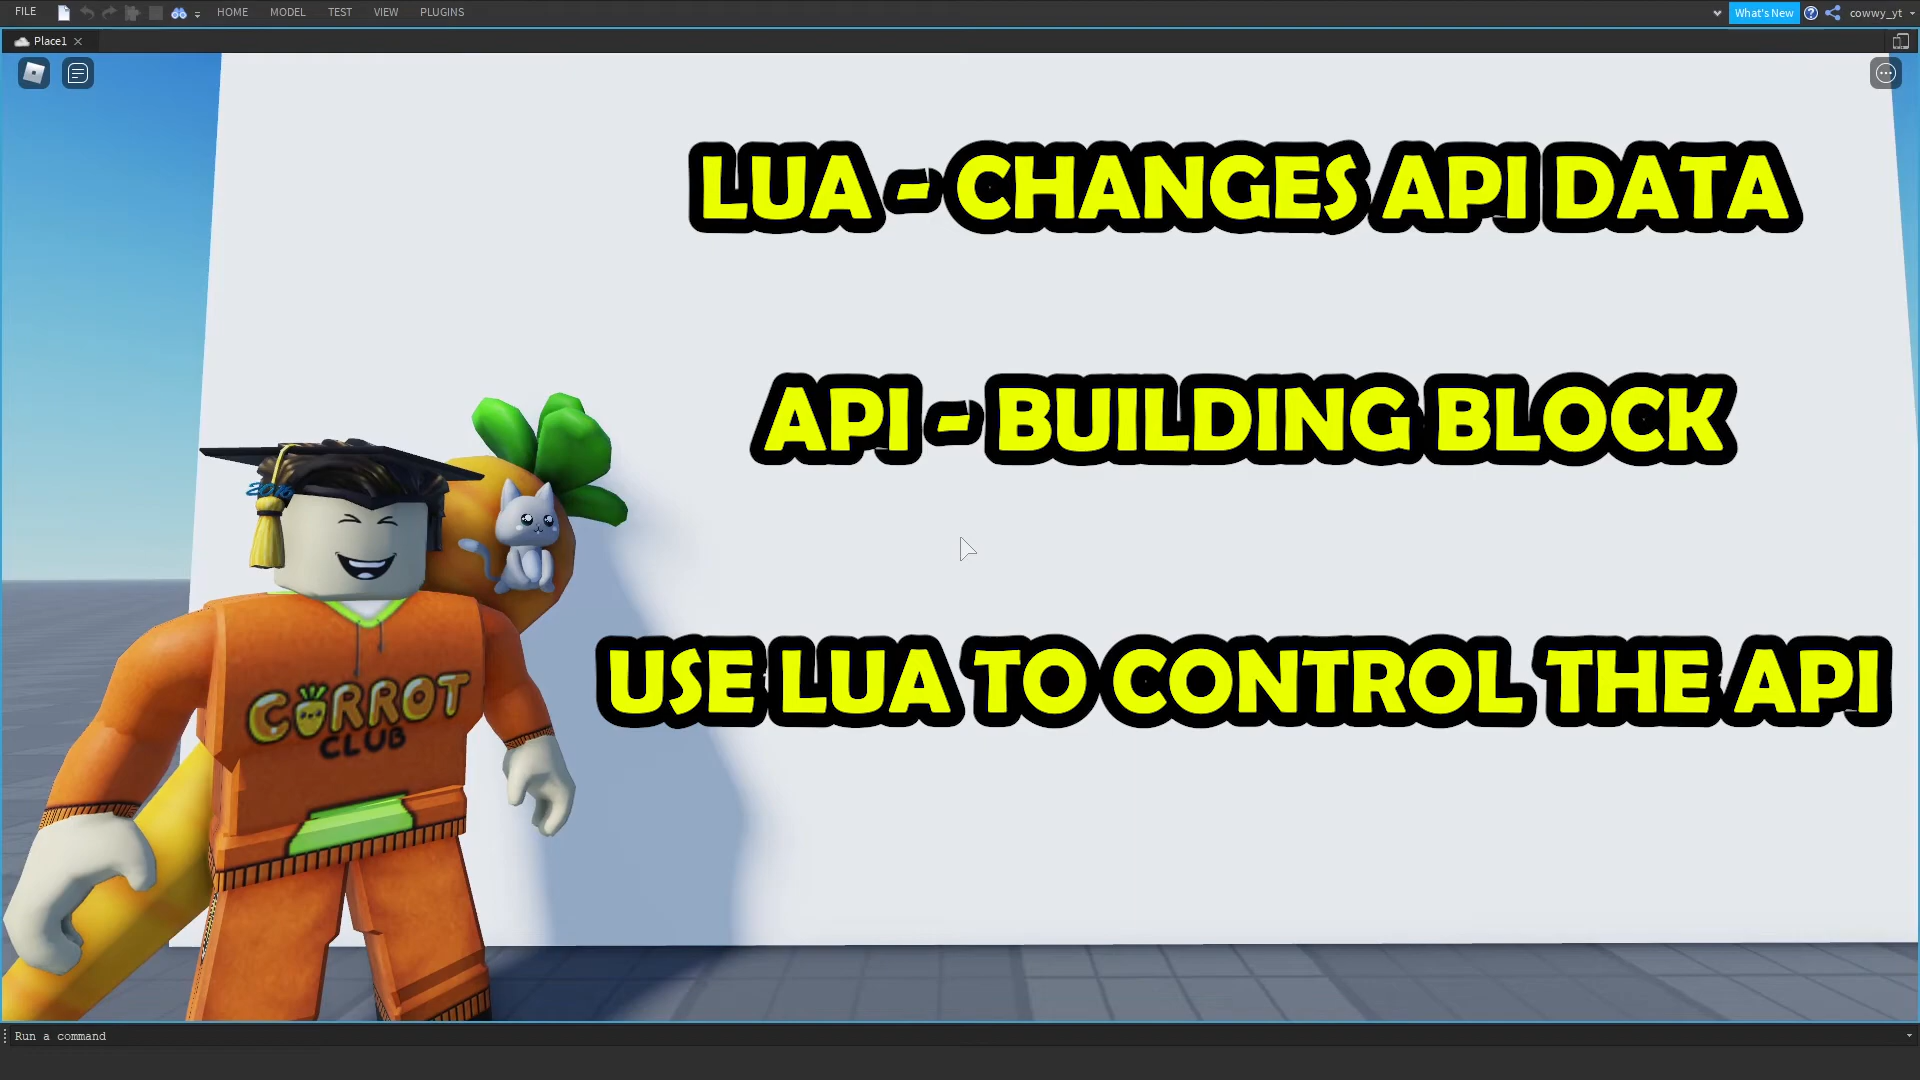 FILE
HOME
MODEL
TEST
VIEW
PLUGINS
What's New
cowwy_yt
Place1
LUA - CHANGES API DATA
API - BUILDING BLOCK
2016
USE LUA TO CONTROL THE API
CARROT
CLUB
Run a command